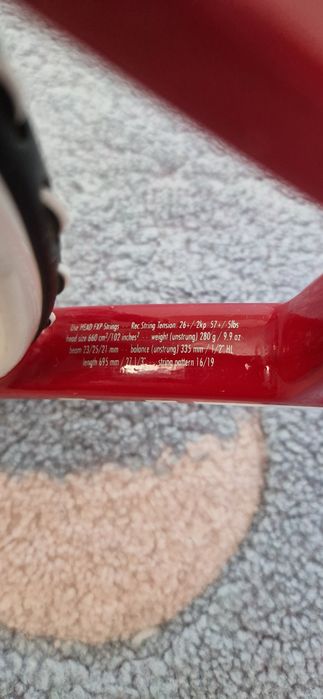 Use HEAD FXP Strings ··· Rec String Tension: 26+/-2kp 57+/-5lbs
head size 660 cm²/102 inches² ··· weight (unstrung) 280 g / 9.9 oz
beam 23/25/21 mm ··· balance (unstrung) 335 mm / 1/2" HL
length 695 mm / 27 1/3" ··· string pattern 16/19